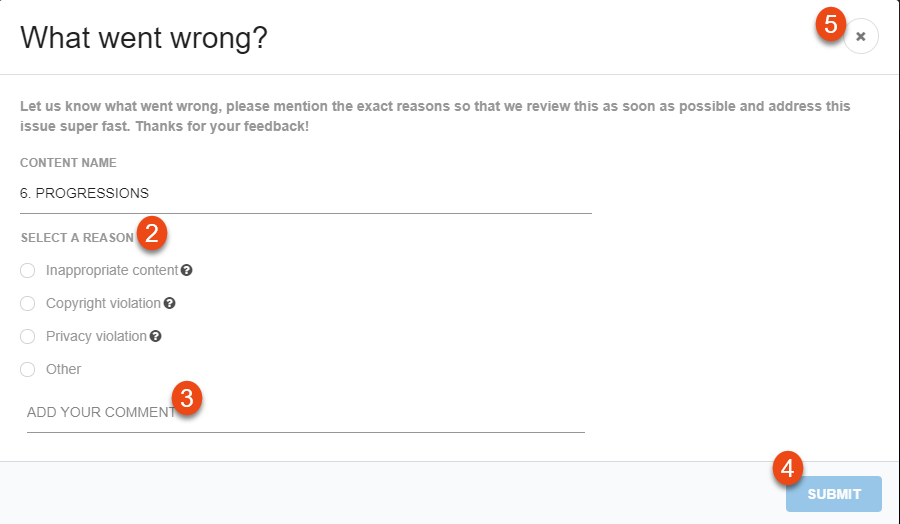 What went wrong?
5
Let us know what went wrong, please mention the exact reasons so that we review this as soon as possible and address this
issue super fast. Thanks for your feedback!
CONTENT NAME
6. PROGRESSIONS
SELECT A REASON 2
Inappropriate content ?
Copyright violation ?
Privacy violation ?
Other
ADD YOUR COMMENT 3
4
SUBMIT